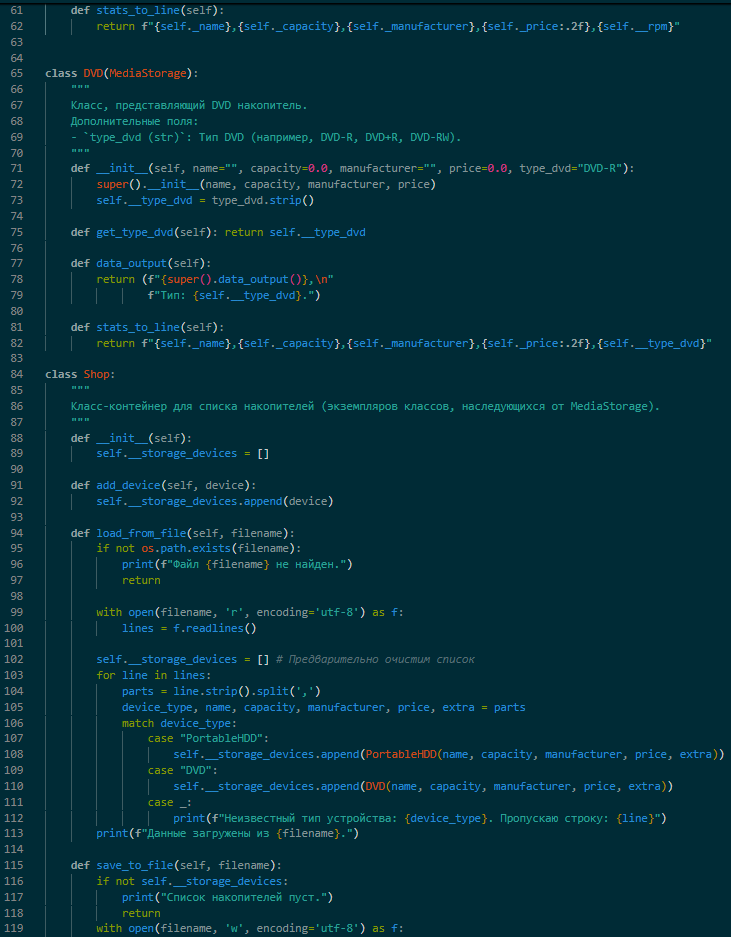 61 def stats_to_line(self):
62 return f"{self._name},{self._capacity},{self._manufacturer},{self._price:.2f},{self.__rpm}"
63
64
65 class DVD(MediaStorage):
66 """
67 Класс, представляющий DVD накопитель.
68 Дополнительные поля:
69 - `type_dvd (str)`: Тип DVD (например, DVD-R, DVD+R, DVD-RW).
70 """
71 def __init__(self, name="", capacity=0.0, manufacturer="", price=0.0, type_dvd="DVD-R"):
72 super().__init__(name, capacity, manufacturer, price)
73 self.__type_dvd = type_dvd.strip()
74
75 def get_type_dvd(self): return self.__type_dvd
76
77 def data_output(self):
78 return (f"{super().data_output()},\n"
79 f"Тип: {self.__type_dvd}.")
80
81 def stats_to_line(self):
82 return f"{self._name},{self._capacity},{self._manufacturer},{self._price:.2f},{self.__type_dvd}"
83
84 class Shop:
85 """
86 Класс-контейнер для списка накопителей (экземпляров классов, наследующихся от MediaStorage).
87 """
88 def __init__(self):
89 self.__storage_devices = []
90
91 def add_device(self, device):
92 self.__storage_devices.append(device)
93
94 def load_from_file(self, filename):
95 if not os.path.exists(filename):
96 print(f"Файл {filename} не найден.")
97 return
98
99 with open(filename, 'r', encoding='utf-8') as f:
100 lines = f.readlines()
101
102 self.__storage_devices = [] # Предварительно очистим список
103 for line in lines:
104 parts = line.strip().split(',')
105 device_type, name, capacity, manufacturer, price, extra = parts
106 match device_type:
107 case "PortableHDD":
108 self.__storage_devices.append(PortableHDD(name, capacity, manufacturer, price, extra))
109 case "DVD":
110 self.__storage_devices.append(DVD(name, capacity, manufacturer, price, extra))
111 case _:
112 print(f"Неизвестный тип устройства: {device_type}. Пропускаю строку: {line}")
113 print(f"Данные загружены из {filename}.")
114
115 def save_to_file(self, filename):
116 if not self.__storage_devices:
117 print("Список накопителей пуст.")
118 return
119 with open(filename, 'w', encoding='utf-8') as f: